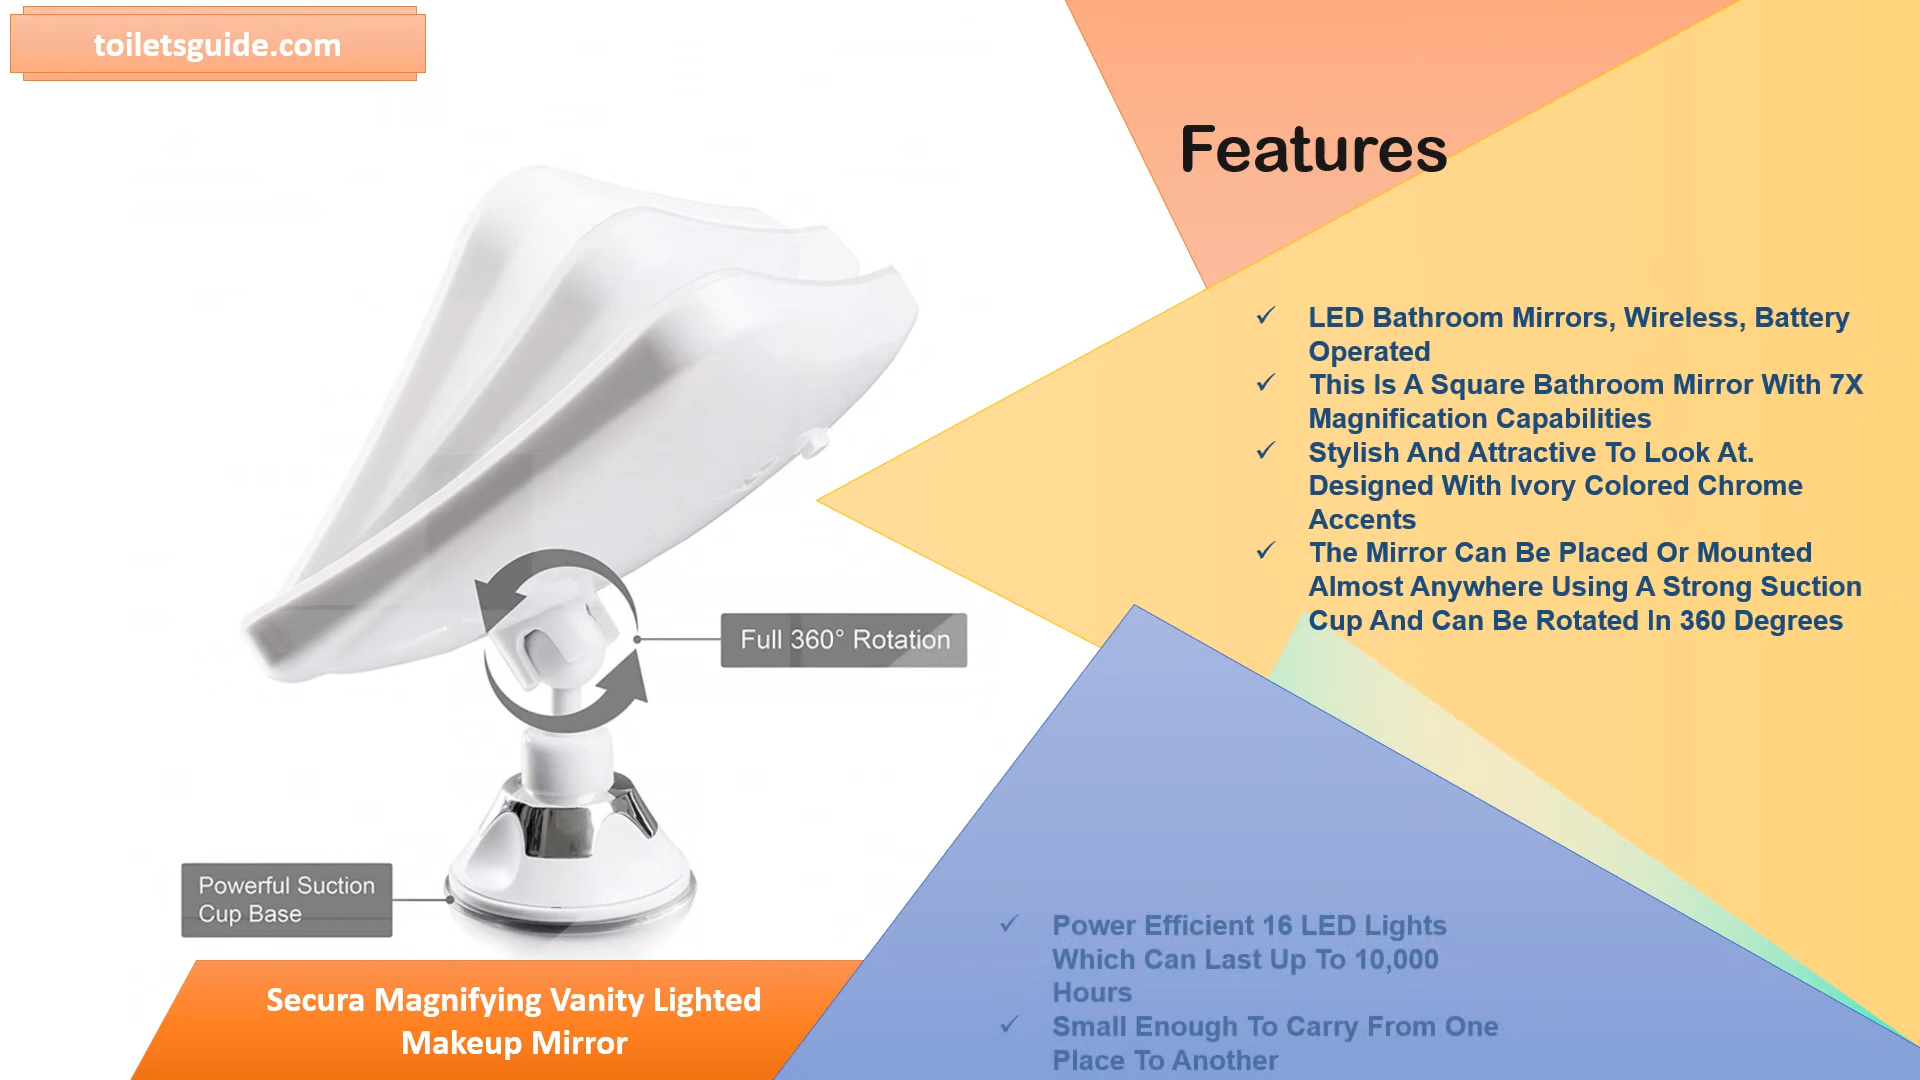 toiletsguide.com
Features
LED Bathroom Mirrors, Wireless, Battery
Operated
This Is A Square Bathroom Mirror With 7X
Magnification Capabilities
Stylish And Attractive To Look At.
Designed With Ivory Colored Chrome
Accents
The Mirror Can Be Placed Or Mounted
Almost Anywhere Using A Strong Suction
Cup And Can Be Rotated In 360 Degrees
Full 360° Rotation
Powerful Suction
Cup Base
Power Efficient 16 LED Lights
Which Can Last Up To 10,000
Hours
Small Enough To Carry From One
Place To Another
Secura Magnifying Vanity Lighted
Makeup Mirror